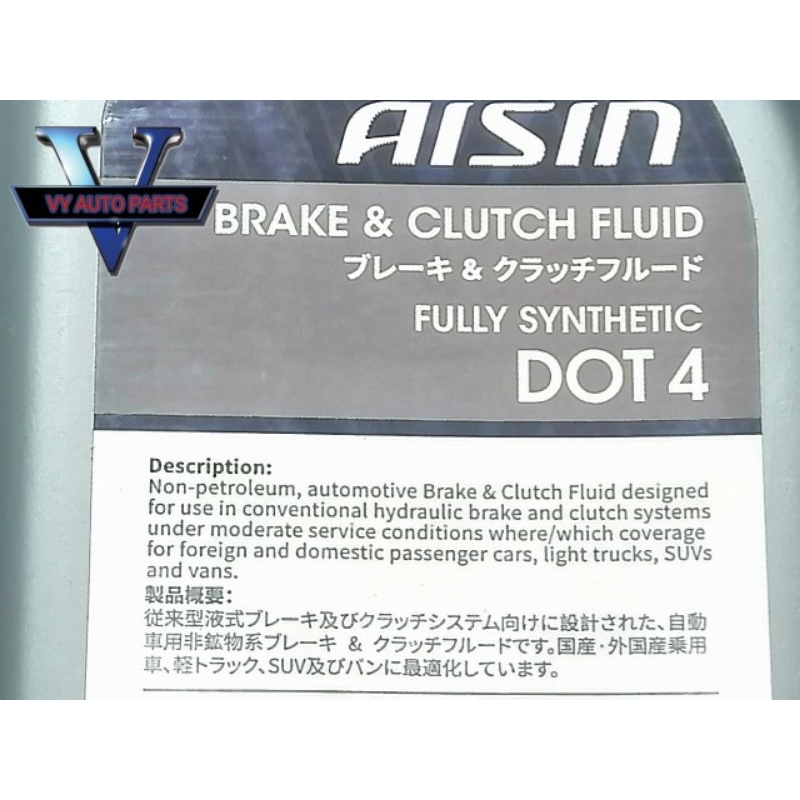 AISIN
VY AUTO PARTS
BRAKE & CLUTCH FLUID
ブレーキ & クラッチフルード
FULLY SYNTHETIC
DOT 4
Description:
Non-petroleum, automotive Brake & Clutch Fluid designed
for use in conventional hydraulic brake and clutch systems
under moderate service conditions where/which coverage
for foreign and domestic passenger cars, light trucks, SUVs
and vans.
製品概要:
従来型液式ブレーキ及びクラッチシステム向けに設計された、自動
車用非鉱物系ブレーキ & クラッチフルードです。国産・外国産乗用
車、軽トラック、SUV及びバンに最適化しています。